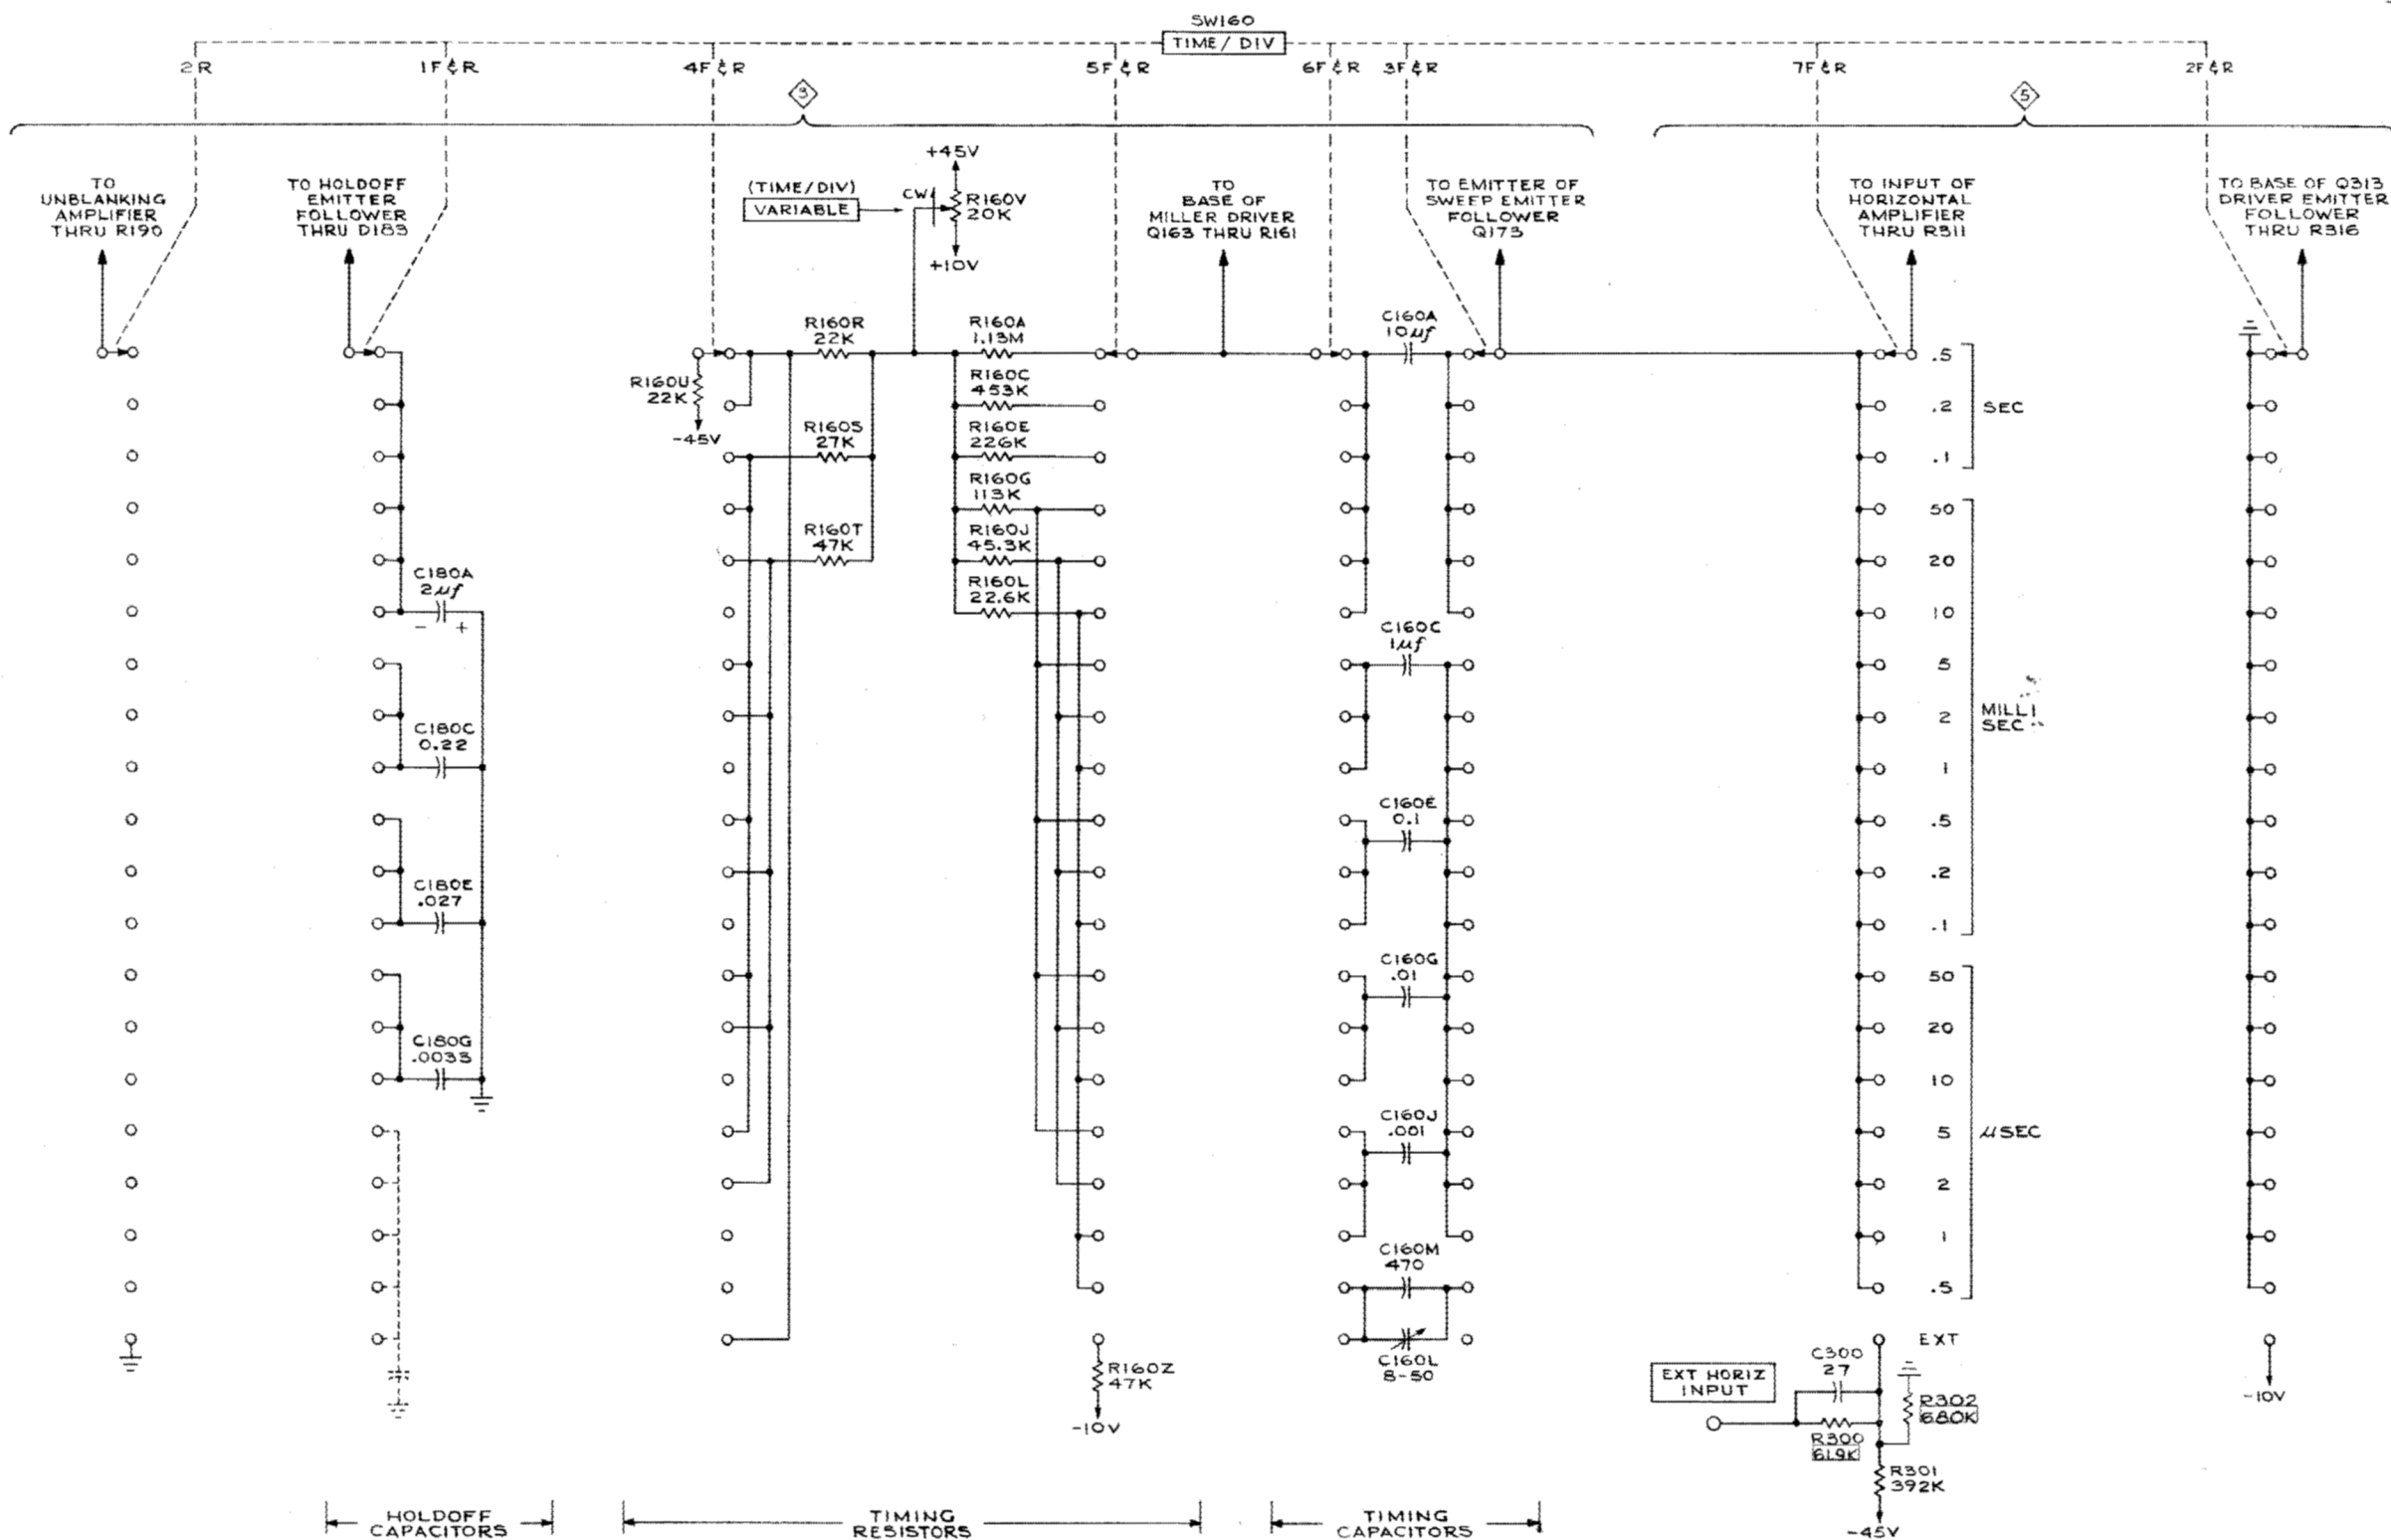 SW160
TIME / DIV
2R
1F&R
4F&R
5F&R
6F&R
3F&R
7F&R
2F&R
3
5
TO
UNBLANKING
AMPLIFIER
THRU R190
TO HOLDOFF
EMITTER
FOLLOWER
THRU D183
(TIME/DIV)
VARIABLE
CW
+45V
R160V
20K
+10V
TO
BASE OF
MILLER DRIVER
Q163 THRU R161
TO EMITTER OF
SWEEP EMITTER
FOLLOWER
Q173
TO INPUT OF
HORIZONTAL
AMPLIFIER
THRU R311
TO BASE OF Q313
DRIVER EMITTER
FOLLOWER
THRU R316
R160U
22K
-45V
R160R
22K
R160S
27K
R160T
47K
R160A
1.13M
R160C
453K
R160E
226K
R160G
113K
R160J
45.3K
R160L
22.6K
R160Z
47K
-10V
C180A
2µf
- +
C180C
0.22
C180E
.027
C180G
.0033
C160A
10µf
C160C
1µf
C160E
0.1
C160G
.01
C160J
.001
C160M
470
C160L
8-50
.5
.2
.1
SEC
50
20
10
5
2
1
.5
.2
.1
MILLI
SEC
50
20
10
5
2
1
.5
µSEC
EXT
EXT HORIZ
INPUT
C300
27
R300
61.9K
R302
680K
R301
392K
-45V
-10V
HOLDOFF
CAPACITORS
TIMING
RESISTORS
TIMING
CAPACITORS